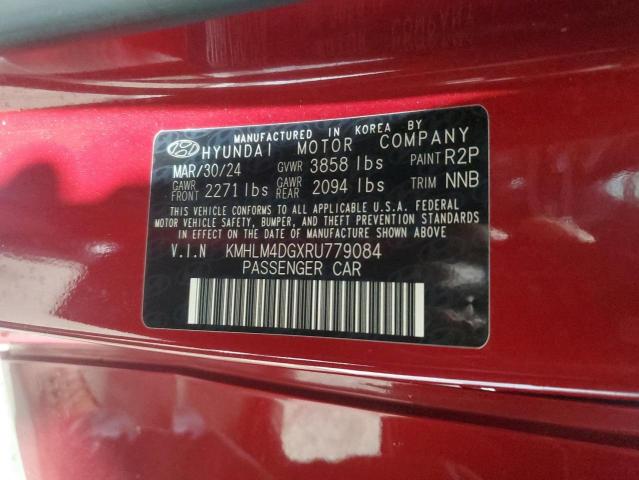 MANUFACTURED IN KOREA BY
HYUNDAI MOTOR COMPANY
MAR/30/24 GVWR 3858 lbs PAINT R2P
GAWR FRONT 2271 lbs GAWR REAR 2094 lbs TRIM NNB
THIS VEHICLE CONFORMS TO ALL APPLICABLE U.S.A. FEDERAL
MOTOR VEHICLE SAFETY, BUMPER, AND THEFT PREVENTION STANDARDS
IN EFFECT ON THE DATE OF MANUFACTURE SHOWN ABOVE.
V.I.N KMHLM4DGXRU779084
PASSENGER CAR